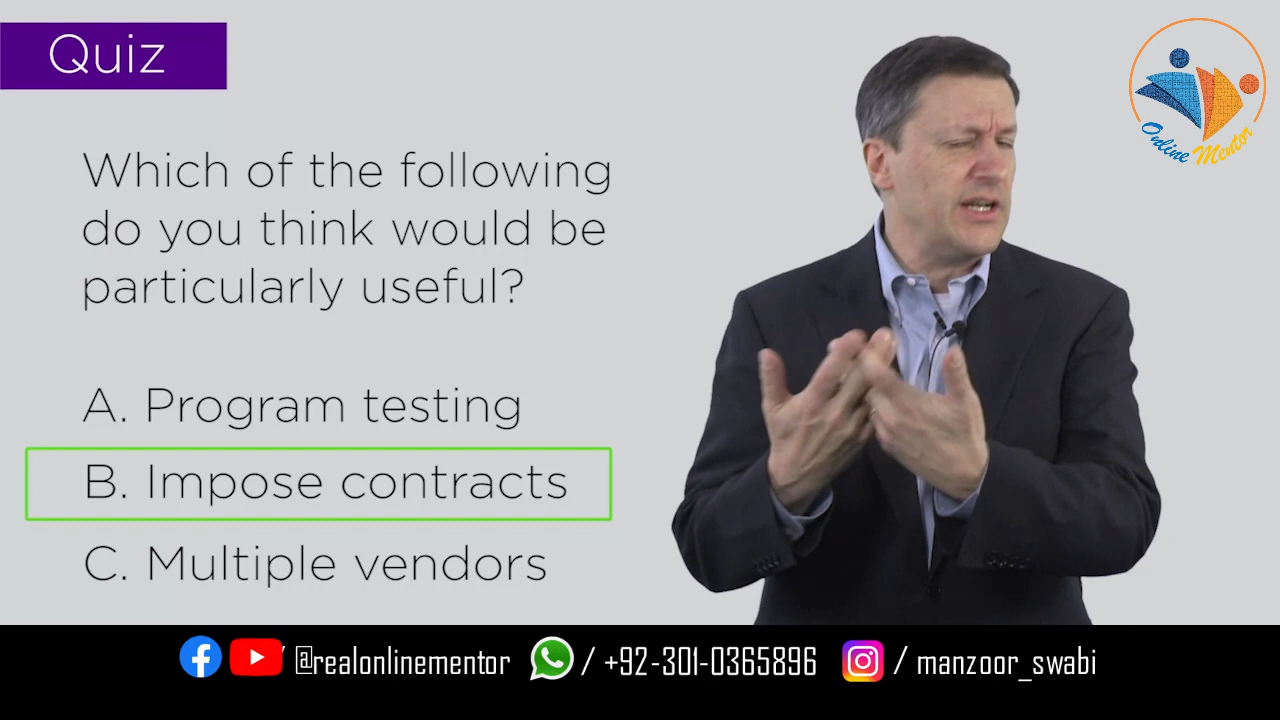 Quiz
Which of the following
do you think would be
particularly useful?
A. Program testing
B. Impose contracts
C. Multiple vendors
Online Mentor
/ @realonlinementor / +92-301-0365896 / manzoor_swabi